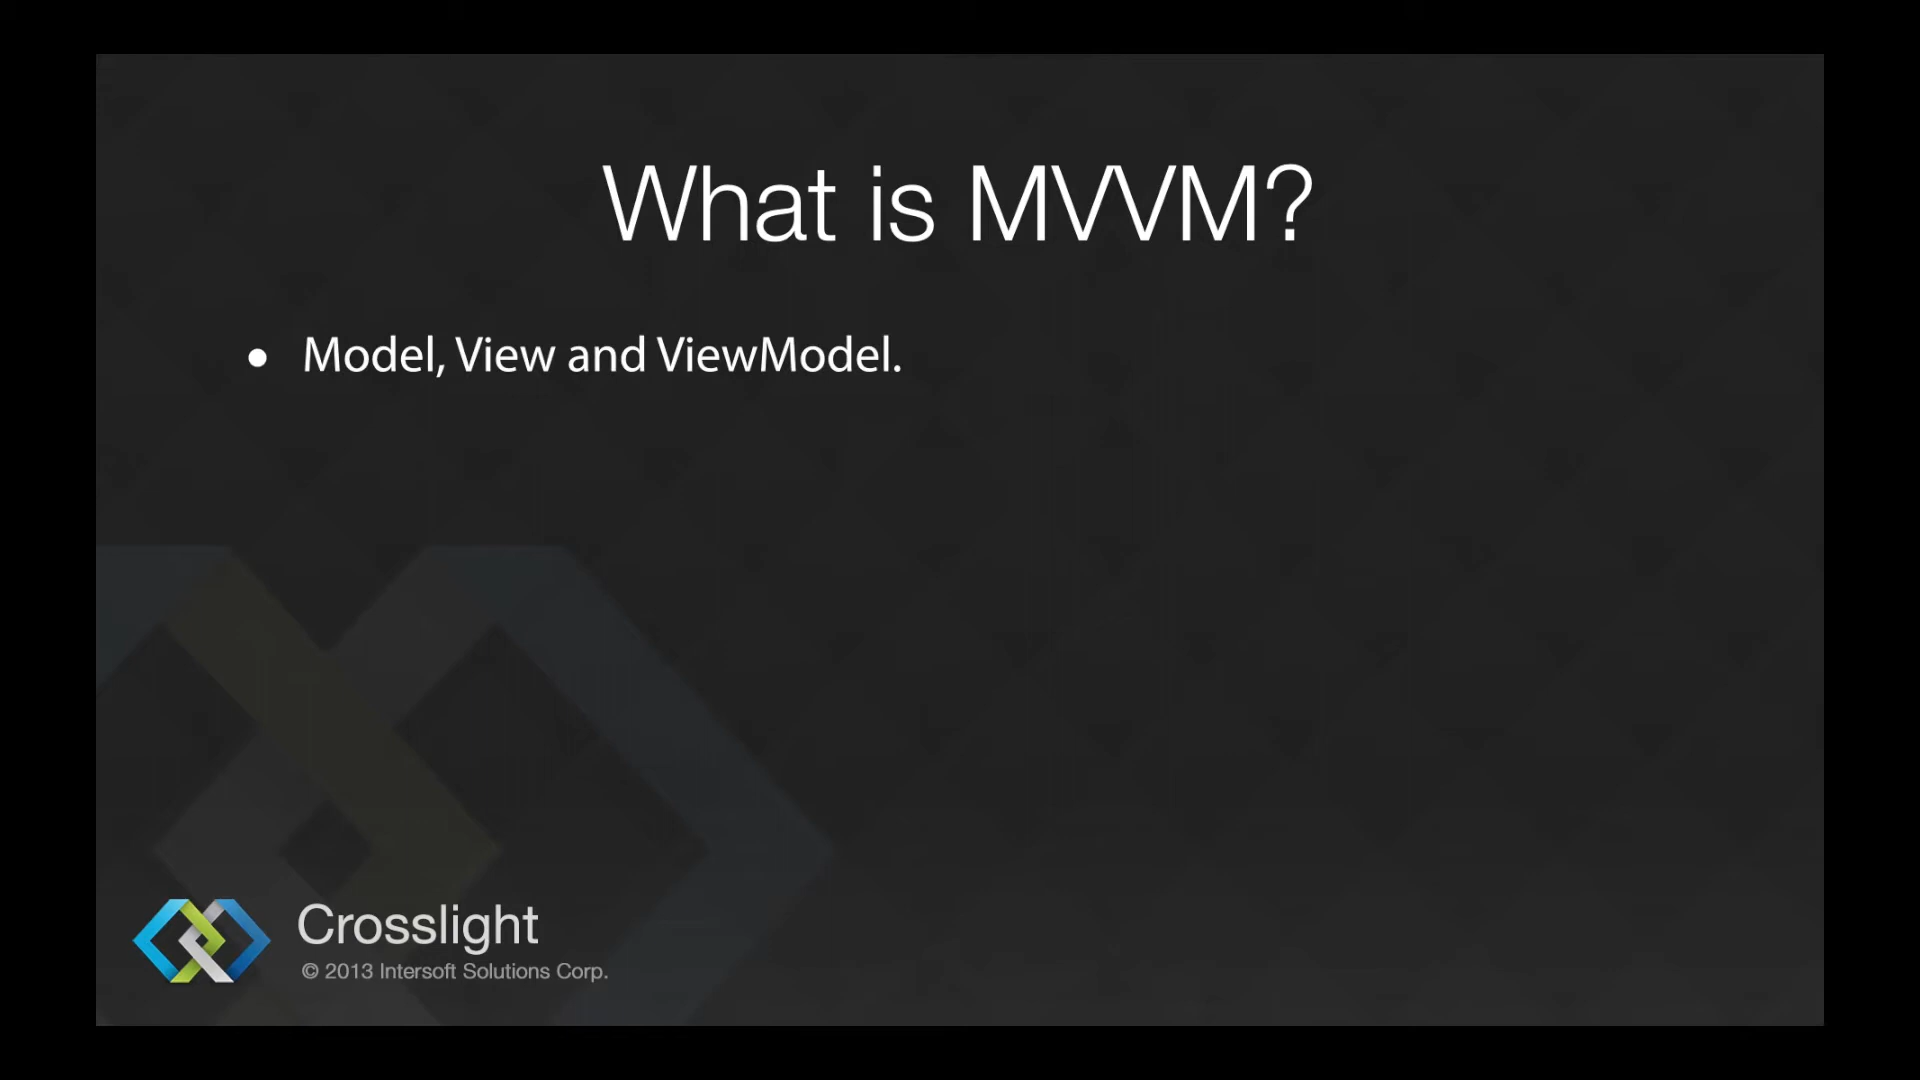 What is MVVM?
● Model, View and ViewModel.
Crosslight
© 2013 Intersoft Solutions Corp.